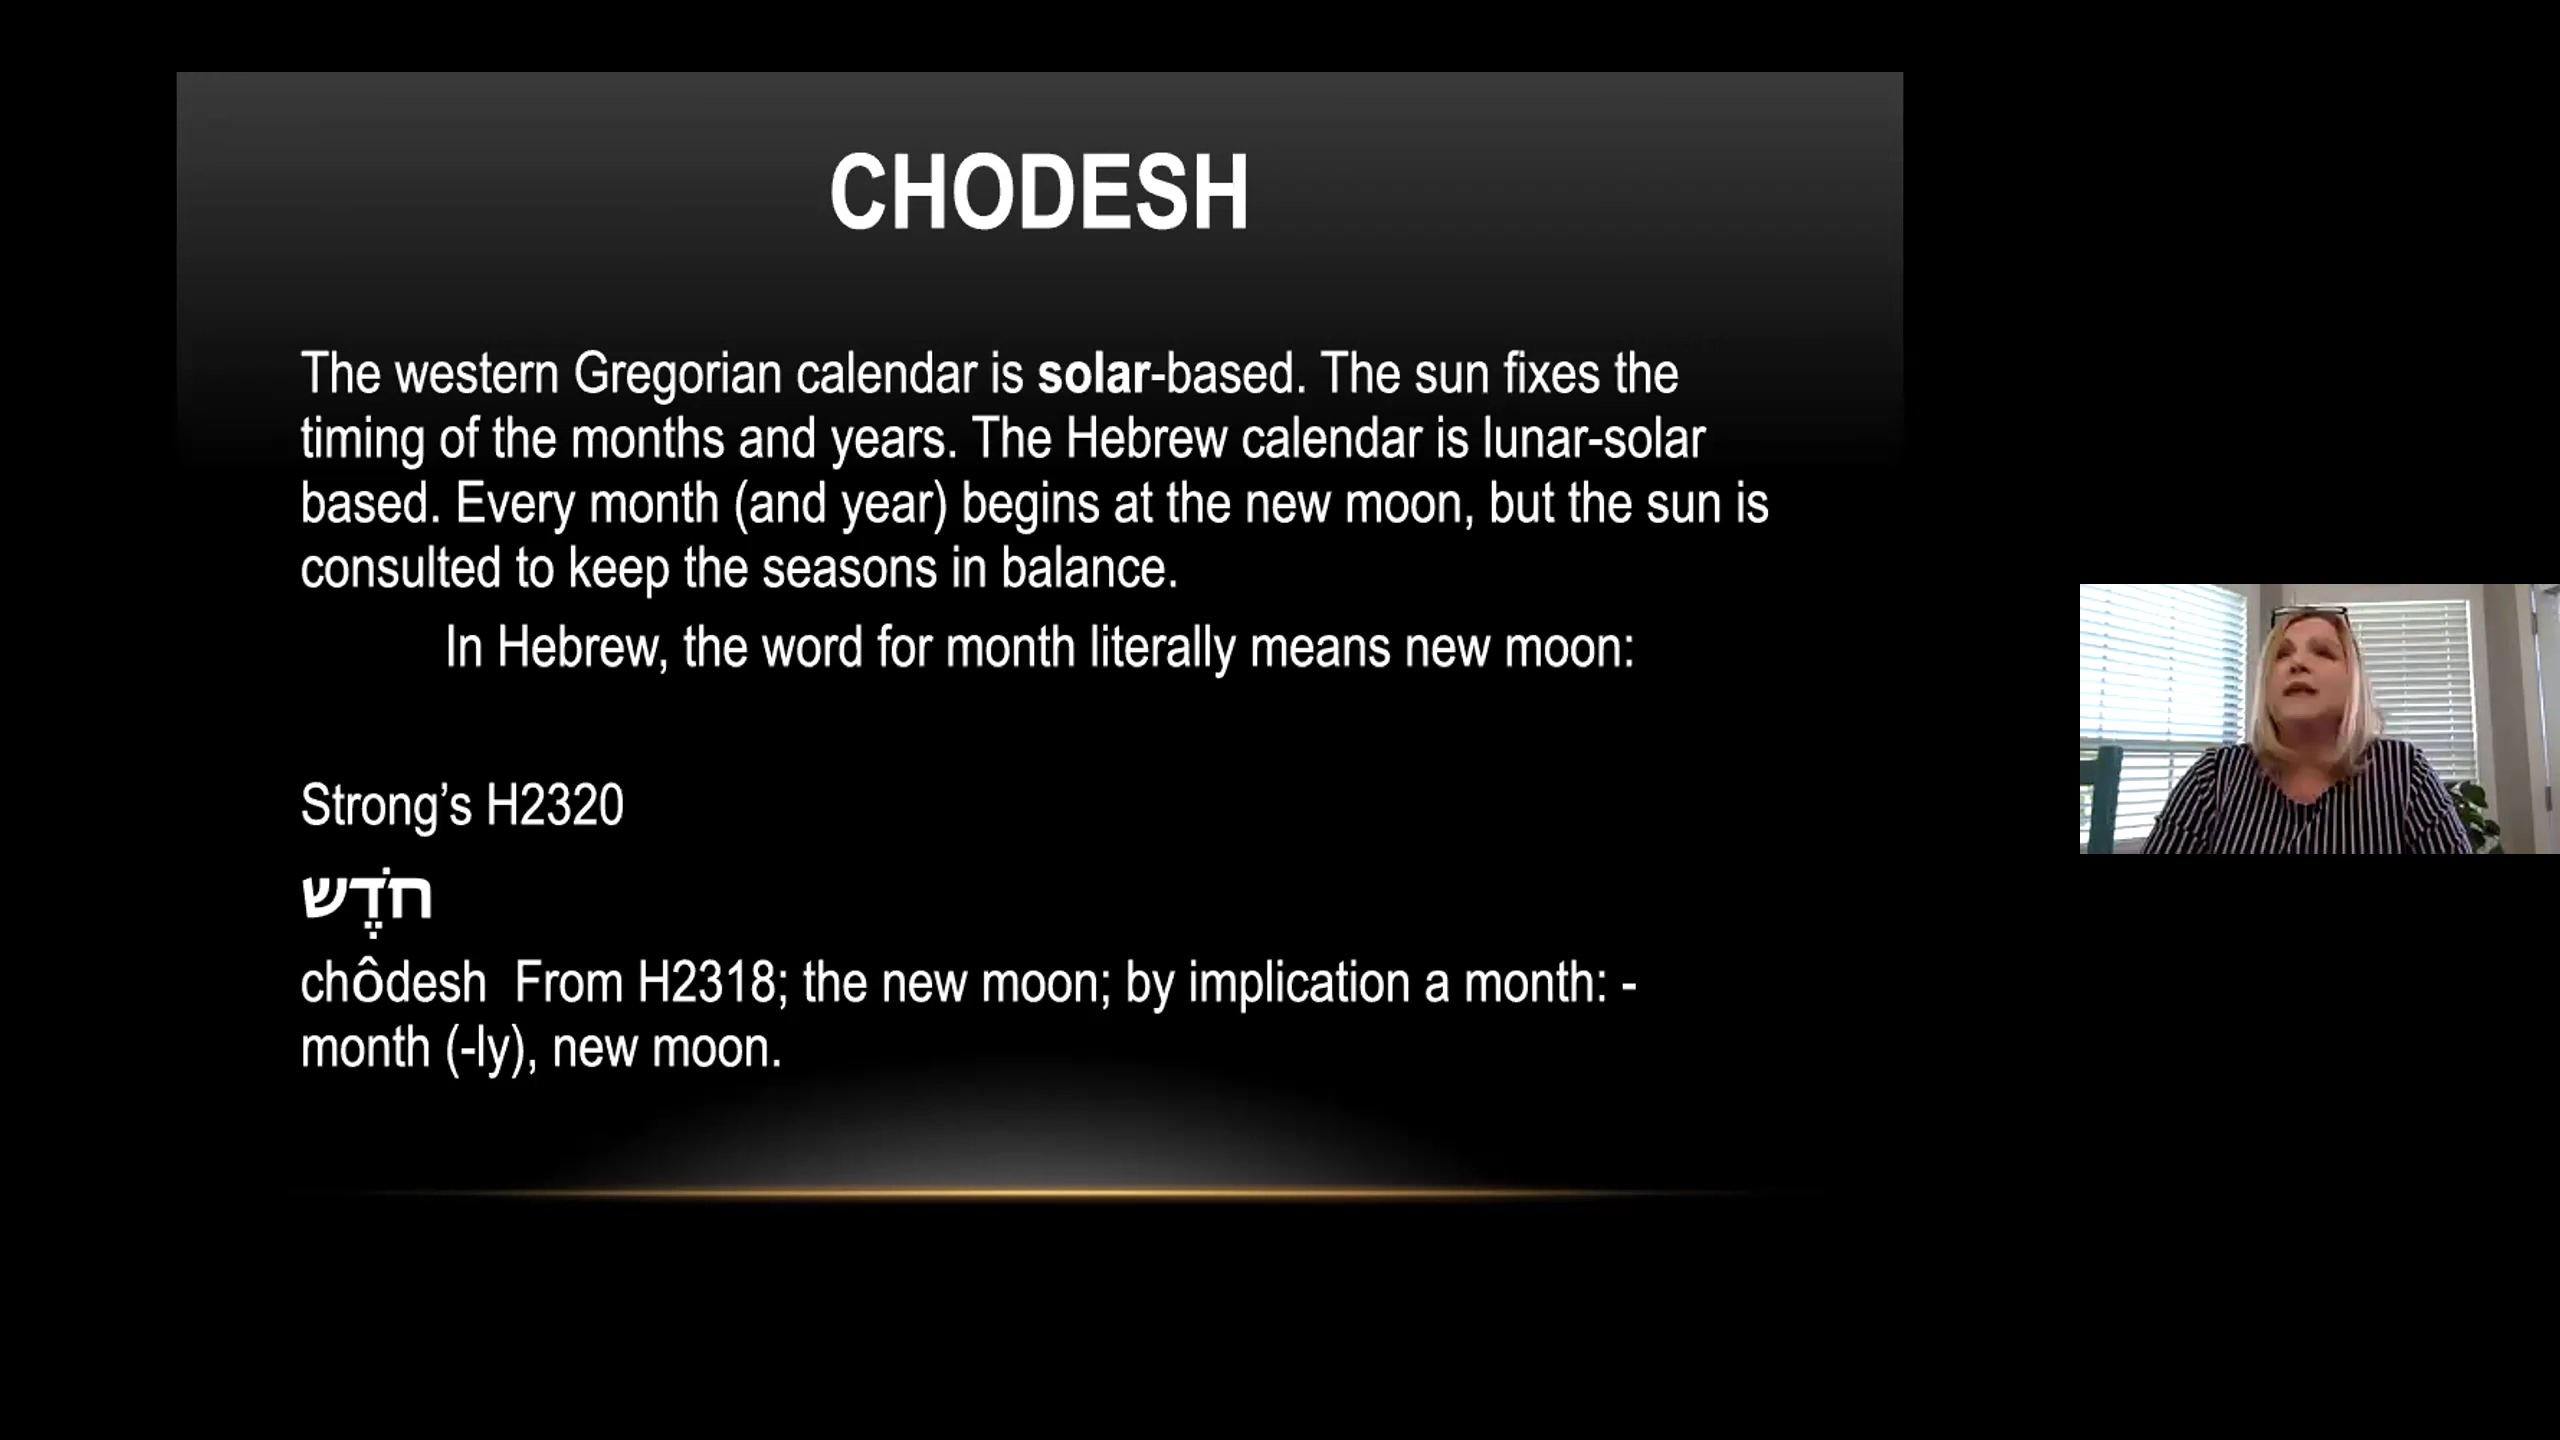 CHODESH
The western Gregorian calendar is solar-based. The sun fixes the
timing of the months and years. The Hebrew calendar is lunar-solar
based. Every month (and year) begins at the new moon, but the sun is
consulted to keep the seasons in balance.
In Hebrew, the word for month literally means new moon:
Strong’s H2320
חֹדֶשׁ
chôdesh  From H2318; the new moon; by implication a month: -
month (-ly), new moon.